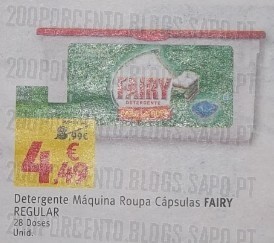 200PORCENTO.BLOGS.SAPO.PT
FAIRY
DETERGENTE
8,99€
€
4,49
Detergente Máquina Roupa Cápsulas FAIRY
REGULAR
28 Doses
Unid.
200PORCENTO.BLOGS.SAPO.PT